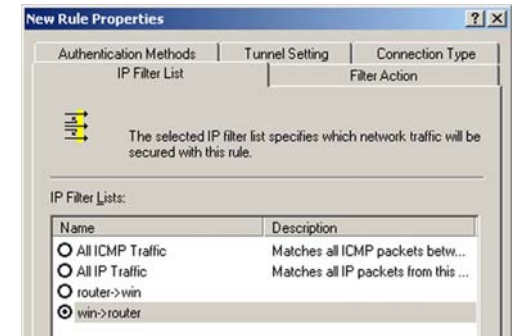 New Rule Properties
Authentication Methods Tunnel Setting Connection Type
IP Filter List Filter Action
The selected IP filter list specifies which network traffic will be
secured with this rule.
IP Filter Lists:
Name Description
All ICMP Traffic Matches all ICMP packets betw...
All IP Traffic Matches all IP packets from this ...
router->win
win->router